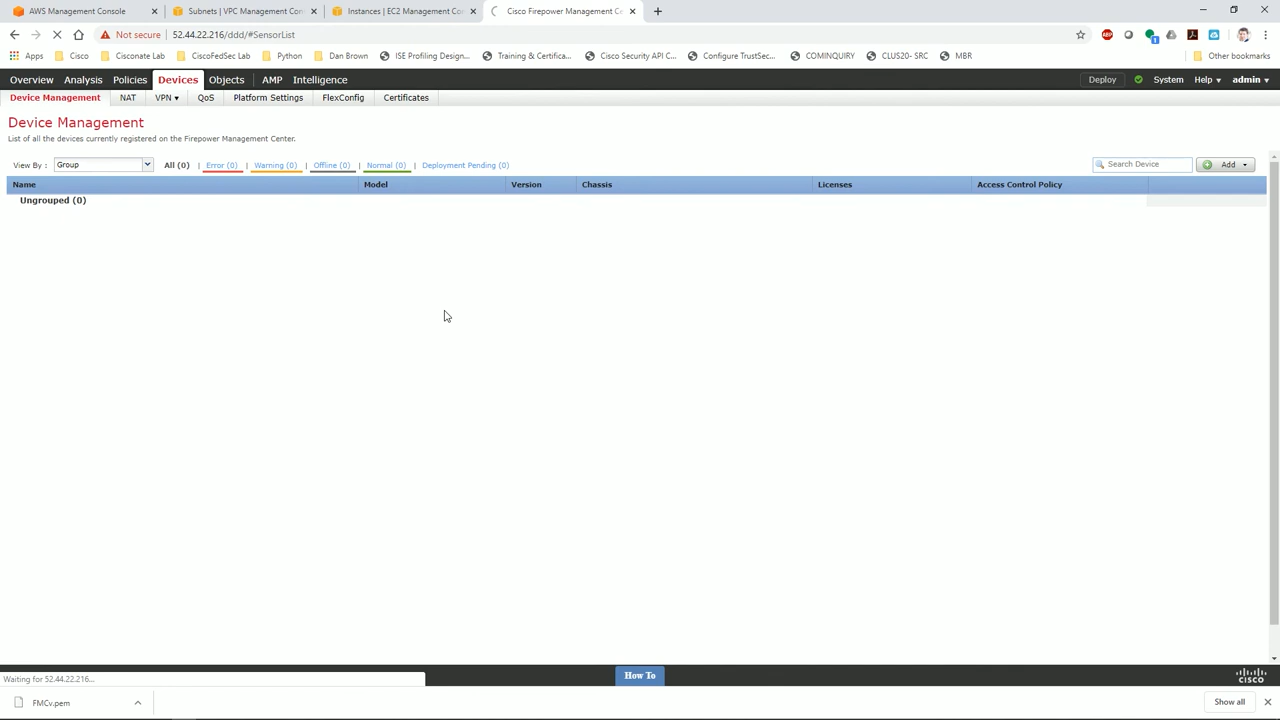 AWS Management Console
Subnets | VPC Management Con
Instances | EC2 Management Co
Cisco Firepower Management Ce
Not secure | 52.44.22.216/ddd/#SensorList
Apps Cisco Cisconate Lab CiscoFedSec Lab Python Dan Brown ISE Profiling Design... Training & Certifica... Cisco Security API C... Configure TrustSec... COMINQUIRY CLUS20- SRC MBR Other bookmarks
Overview Analysis Policies Devices Objects AMP Intelligence Deploy System Help admin
Device Management NAT VPN QoS Platform Settings FlexConfig Certificates
Device Management
List of all the devices currently registered on the Firepower Management Center.
View By : Group All (0) | Error (0) | Warning (0) | Offline (0) | Normal (0) | Deployment Pending (0) Search Device Add
Name Model Version Chassis Licenses Access Control Policy
Ungrouped (0)
How To
cisco
Waiting for 52.44.22.216...
FMCv.pem Show all